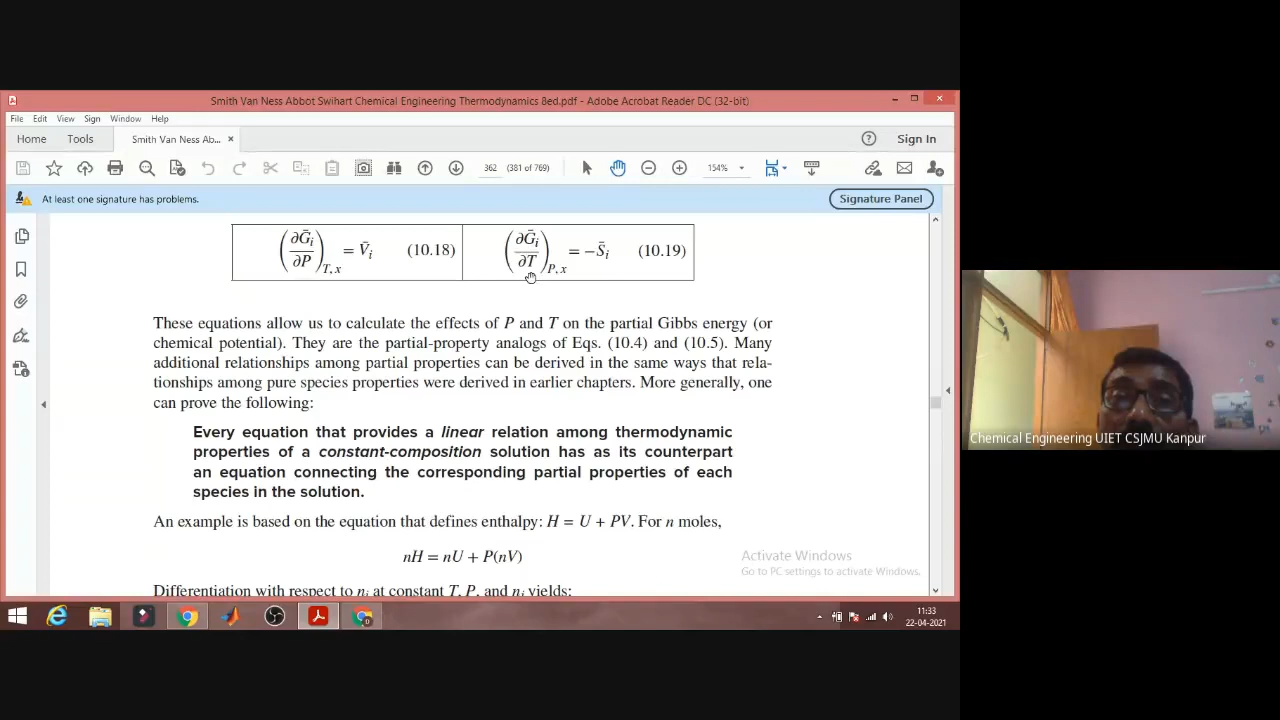 Smith Van Ness Abbot Swihart Chemical Engineering Thermodynamics 8ed.pdf - Adobe Acrobat Reader DC (32-bit)
File Edit View Sign Window Help
Home Tools Smith Van Ness Ab... × Sign In
362 (381 of 769) 154%
At least one signature has problems. Signature Panel
(∂Ḡi/∂P)T, x = V̄i (10.18) (∂Ḡi/∂T)P, x = −S̄i (10.19)
These equations allow us to calculate the effects of P and T on the partial Gibbs energy (or
chemical potential). They are the partial-property analogs of Eqs. (10.4) and (10.5). Many
additional relationships among partial properties can be derived in the same ways that rela-
tionships among pure species properties were derived in earlier chapters. More generally, one
can prove the following:
Every equation that provides a linear relation among thermodynamic
properties of a constant-composition solution has as its counterpart
an equation connecting the corresponding partial properties of each
species in the solution.
An example is based on the equation that defines enthalpy: H = U + PV. For n moles,
nH = nU + P(nV)
Differentiation with respect to ni at constant T, P, and nj yields:
Activate Windows
Go to PC settings to activate Windows.
11:33
22-04-2021
Chemical Engineering UIET CSJMU Kanpur